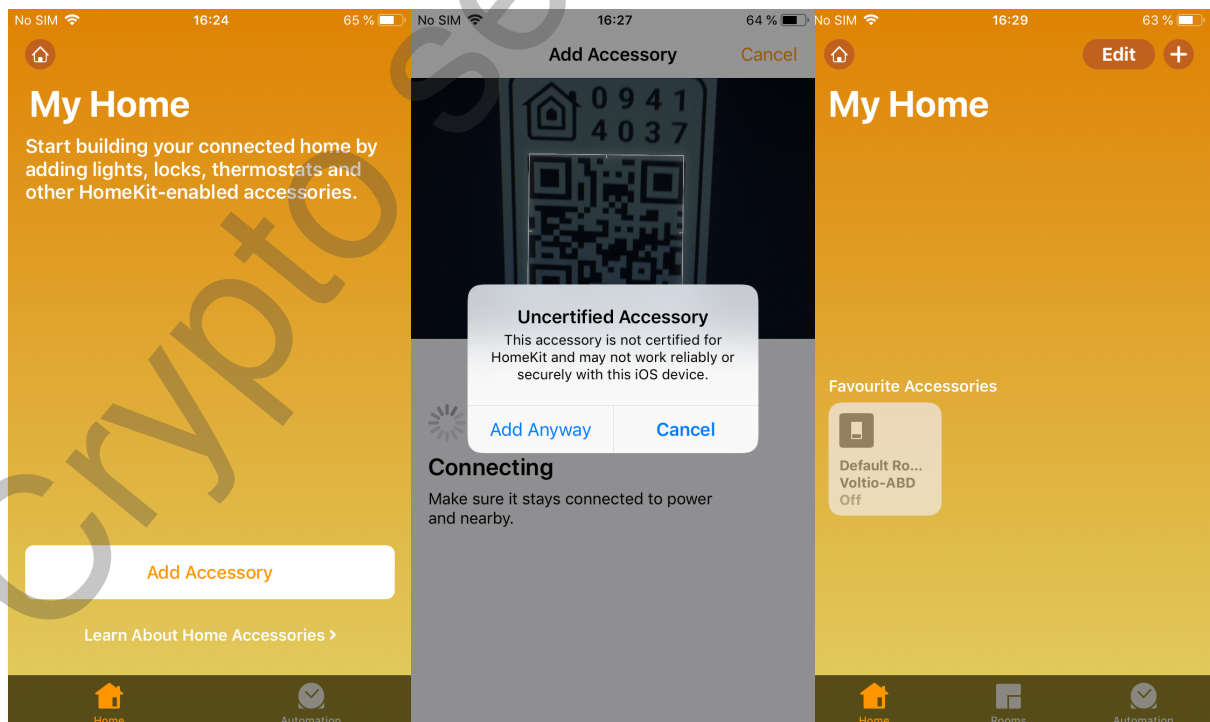 No SIM 16:24 65 %
My Home
Start building your connected home by
adding lights, locks, thermostats and
other HomeKit-enabled accessories.
Add Accessory
Learn About Home Accessories >
Home Automation
No SIM 16:27 64 %
Add Accessory Cancel
0941
4037
Uncertified Accessory
This accessory is not certified for
HomeKit and may not work reliably or
securely with this iOS device.
Add Anyway Cancel
Connecting
Make sure it stays connected to power
and nearby.
No SIM 16:29 63 %
Edit +
My Home
Favourite Accessories
Default Ro...
Voltio-ABD
Off
Home Rooms Automation
Crypto se